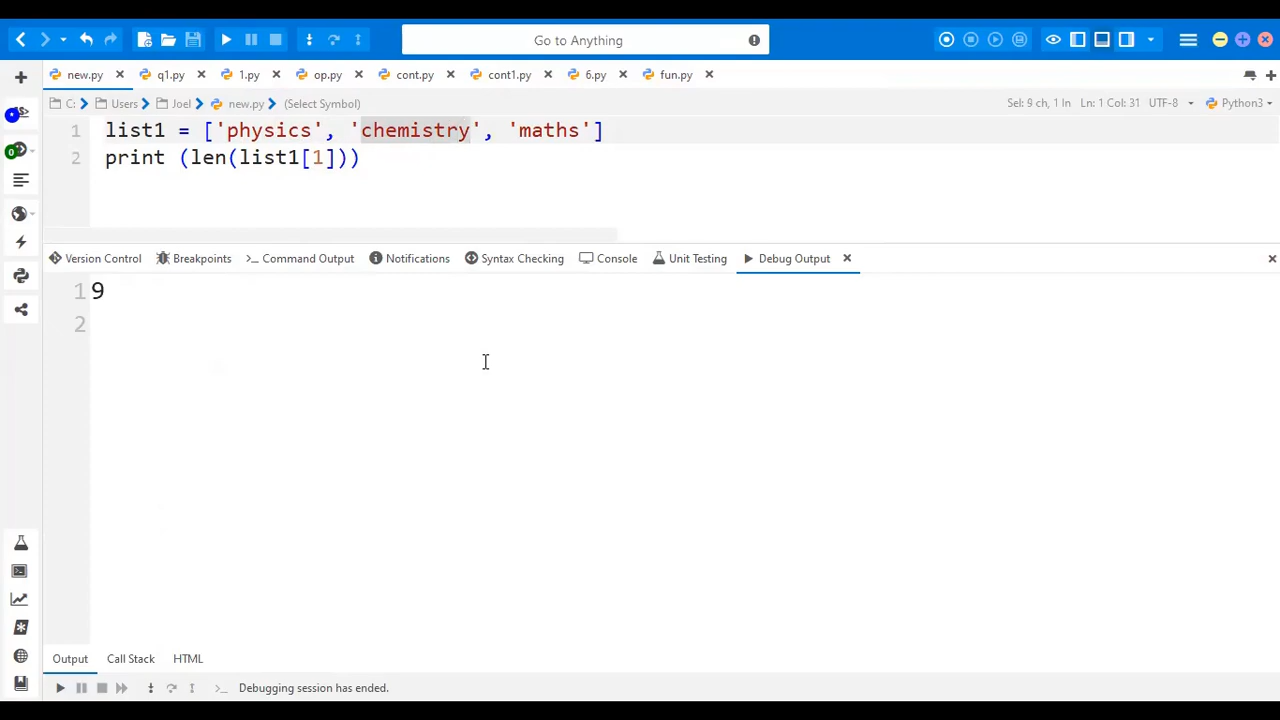 Go to Anything
new.py q1.py 1.py op.py cont.py cont1.py 6.py fun.py
C: Users Joel new.py (Select Symbol) Sel: 9 ch, 1 ln Ln: 1 Col: 31 UTF-8 Python3
1 list1 = ['physics', 'chemistry', 'maths']
2 print (len(list1[1]))
Version Control Breakpoints Command Output Notifications Syntax Checking Console Unit Testing Debug Output
1 9
2
Output Call Stack HTML
Debugging session has ended.